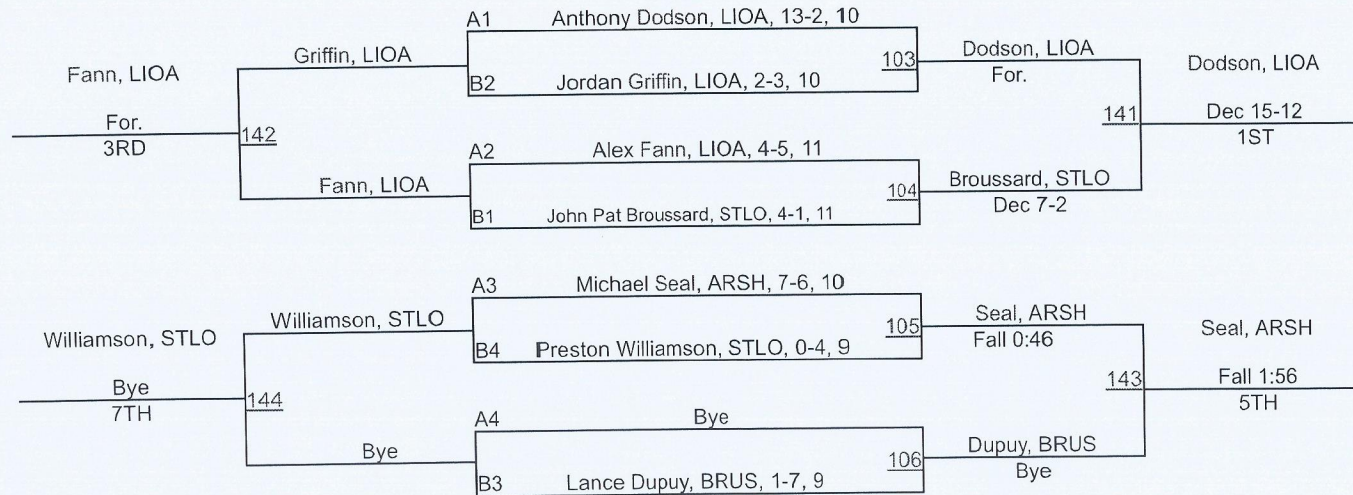 A1 Anthony Dodson, LIOA, 13-2, 10
Fann, LIOA Griffin, LIOA 103 Dodson, LIOA Dodson, LIOA
B2 Jordan Griffin, LIOA, 2-3, 10 For.
For. 142 141 Dec 15-12
3RD 1ST
A2 Alex Fann, LIOA, 4-5, 11
Fann, LIOA 104 Broussard, STLO
B1 John Pat Broussard, STLO, 4-1, 11 Dec 7-2
A3 Michael Seal, ARSH, 7-6, 10
Williamson, STLO Williamson, STLO 105 Seal, ARSH Seal, ARSH
B4 Preston Williamson, STLO, 0-4, 9 Fall 0:46
Bye 144 143 Fall 1:56
7TH 5TH
A4 Bye
Bye 106 Dupuy, BRUS
B3 Lance Dupuy, BRUS, 1-7, 9 Bye